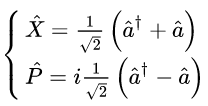 X̂ = 1/√2 (â† + â)
P̂ = i 1/√2 (â† − â)